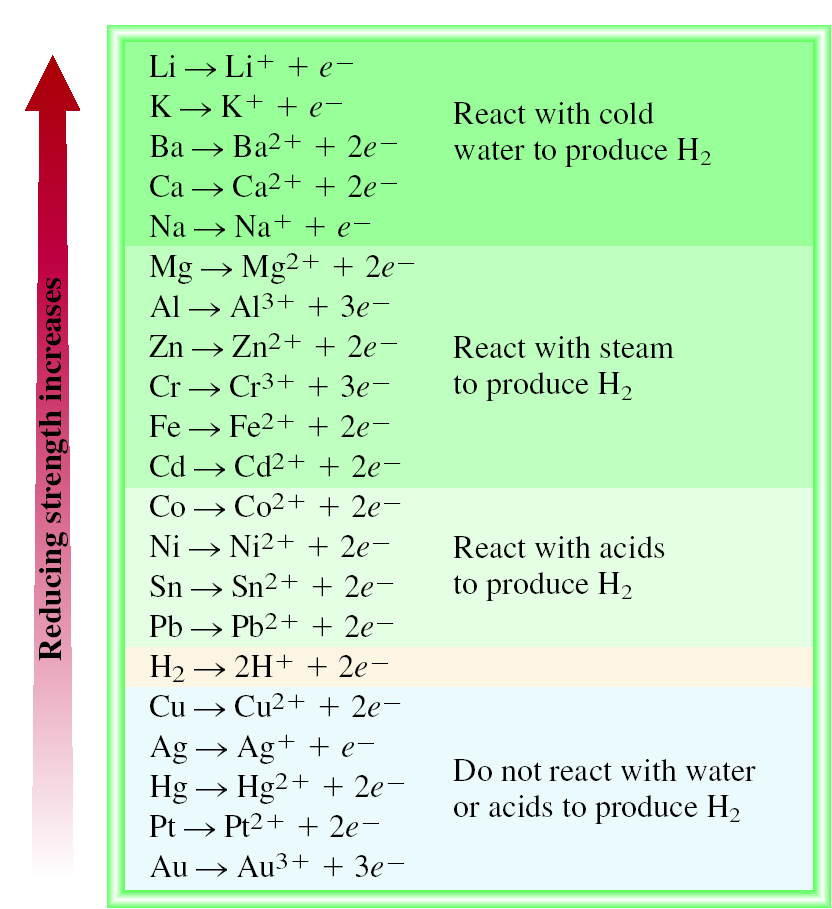 Reducing strength increases
Li → Li⁺ + e⁻
K → K⁺ + e⁻
Ba → Ba²⁺ + 2e⁻
Ca → Ca²⁺ + 2e⁻
Na → Na⁺ + e⁻
React with cold
water to produce H₂
Mg → Mg²⁺ + 2e⁻
Al → Al³⁺ + 3e⁻
Zn → Zn²⁺ + 2e⁻
Cr → Cr³⁺ + 3e⁻
Fe → Fe²⁺ + 2e⁻
Cd → Cd²⁺ + 2e⁻
React with steam
to produce H₂
Co → Co²⁺ + 2e⁻
Ni → Ni²⁺ + 2e⁻
Sn → Sn²⁺ + 2e⁻
Pb → Pb²⁺ + 2e⁻
React with acids
to produce H₂
H₂ → 2H⁺ + 2e⁻
Cu → Cu²⁺ + 2e⁻
Ag → Ag⁺ + e⁻
Hg → Hg²⁺ + 2e⁻
Pt → Pt²⁺ + 2e⁻
Au → Au³⁺ + 3e⁻
Do not react with water
or acids to produce H₂